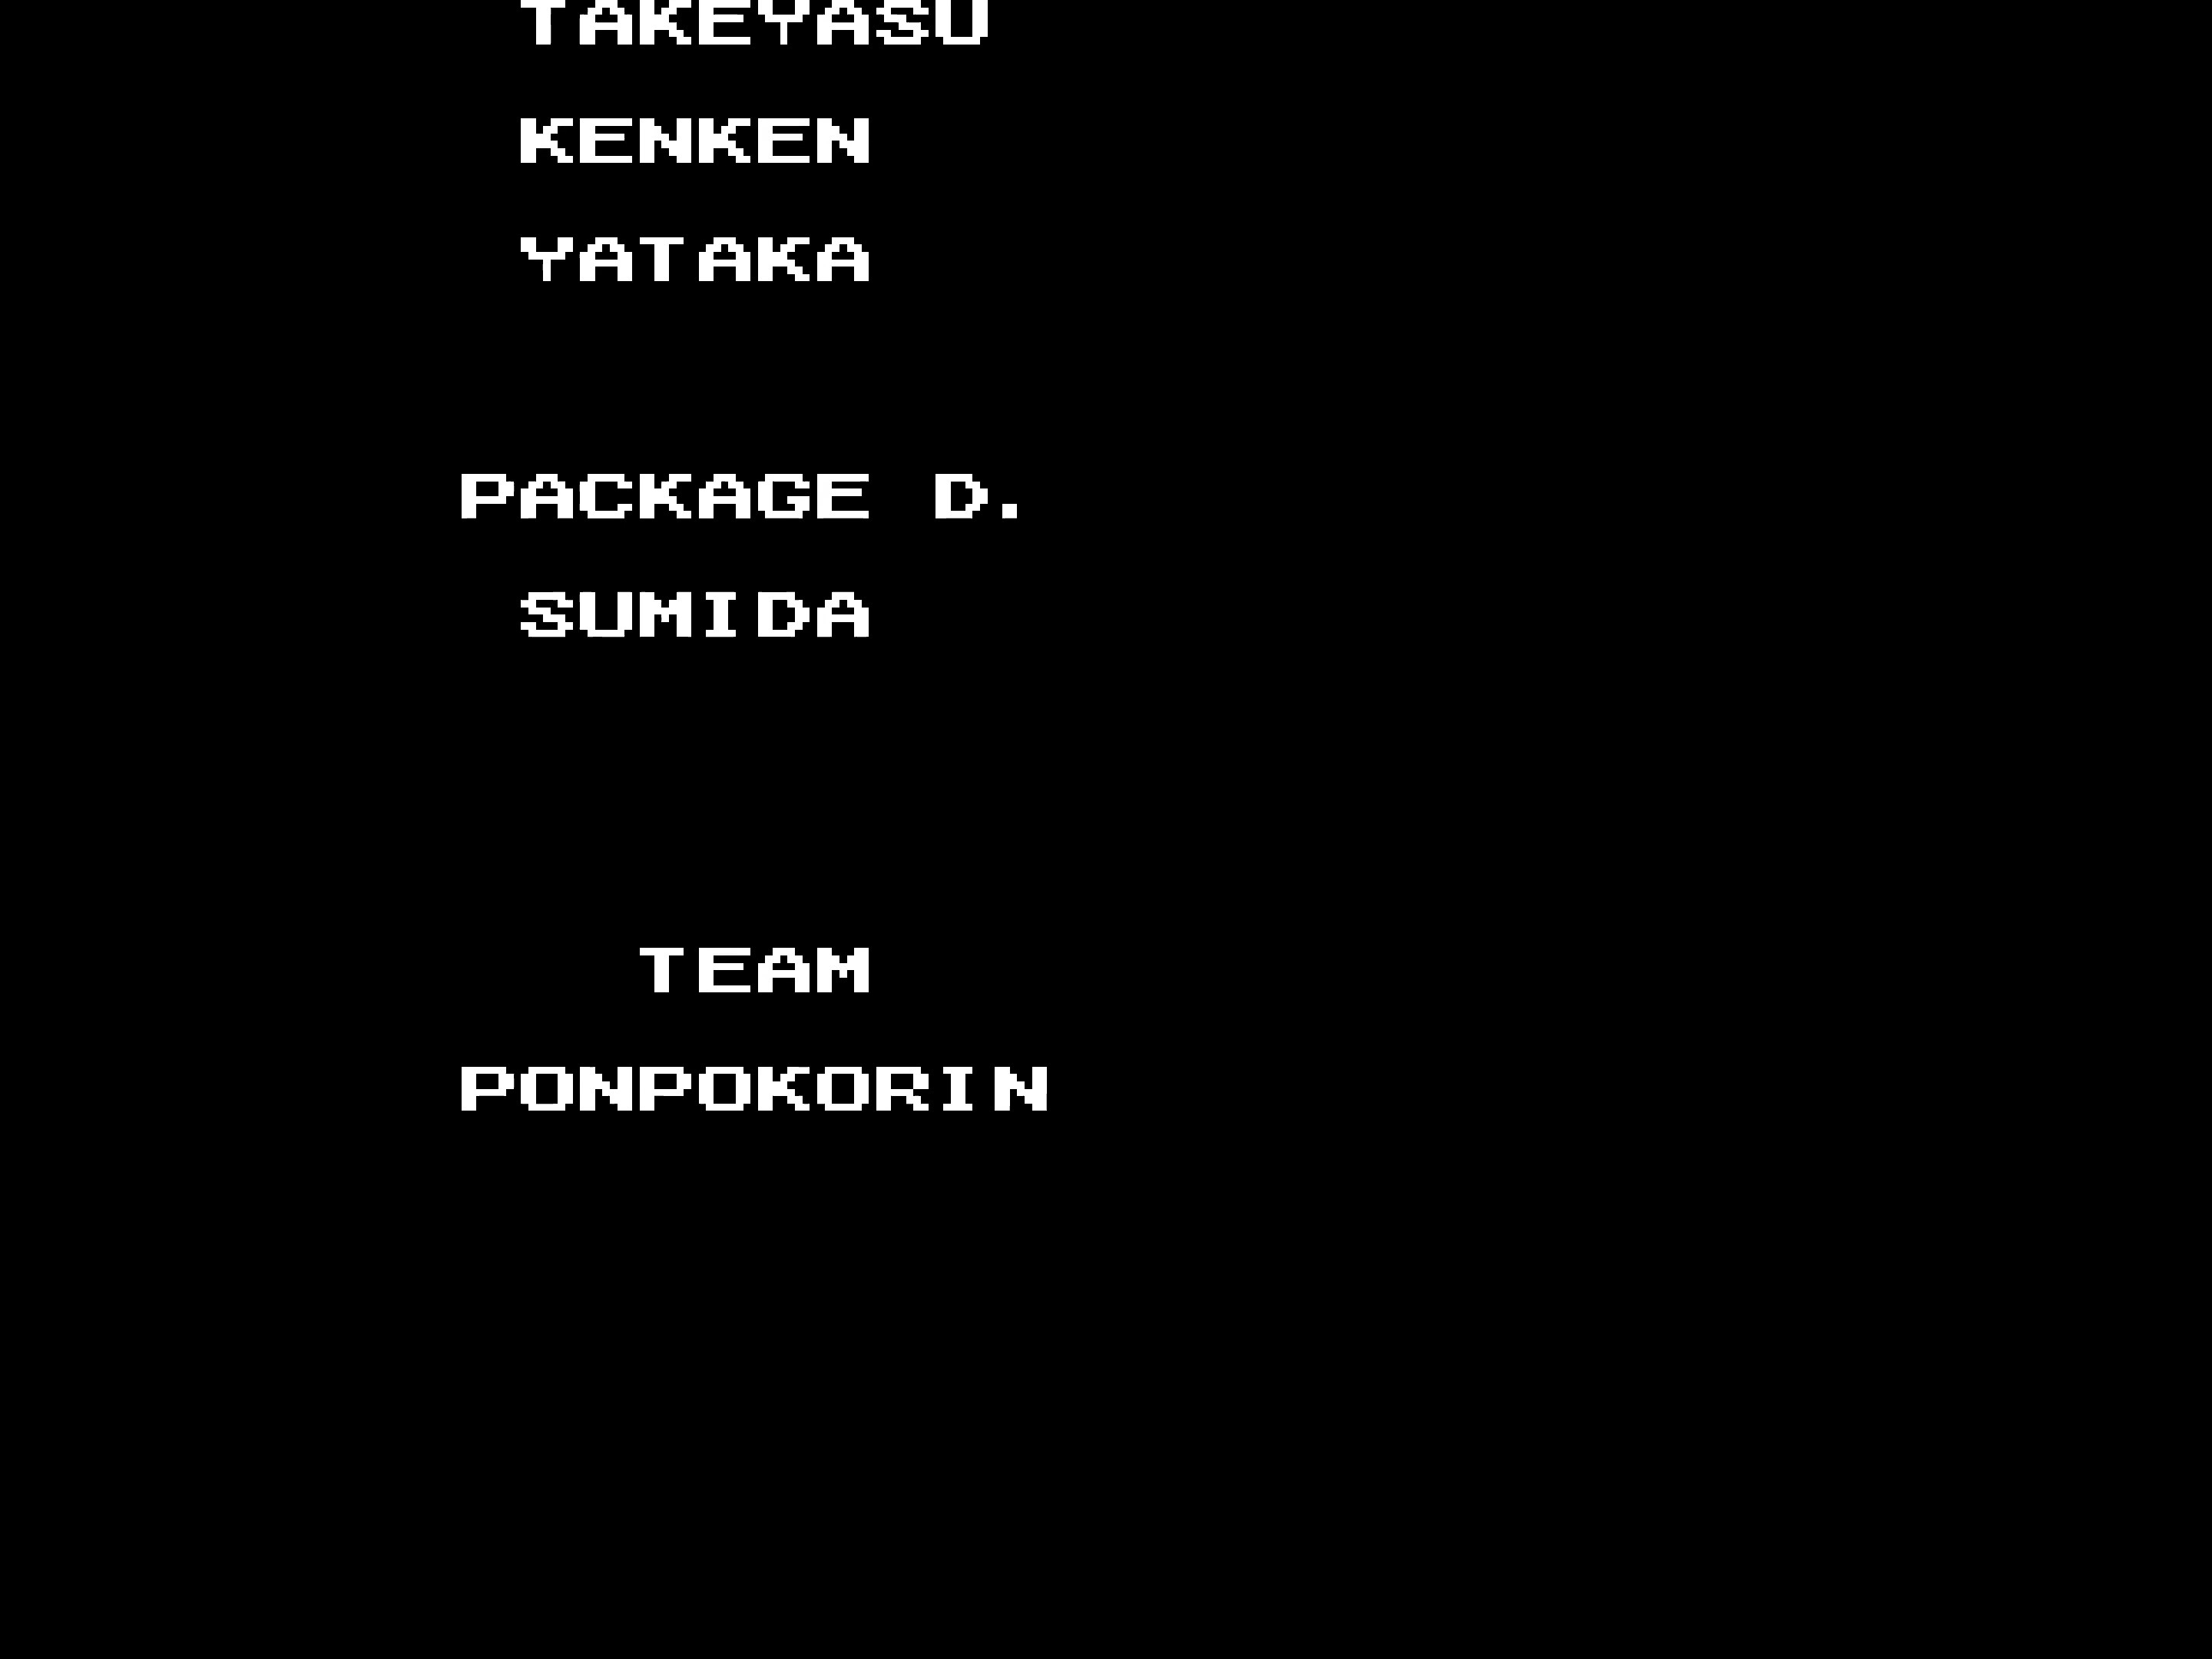 TAKEYASU
KENKEN
YATAKA
PACKAGE D.
SUMIDA
TEAM
PONPOKORIN